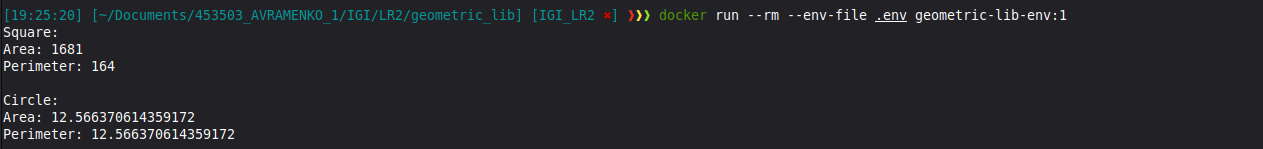 [19:25:20] [~/Documents/453503_AVRAMENKO_1/IGI/LR2/geometric_lib] [IGI_LR2 ✖] ❯❯❯ docker run --rm --env-file .env geometric-lib-env:1
Square:
Area: 1681
Perimeter: 164
Circle:
Area: 12.566370614359172
Perimeter: 12.566370614359172